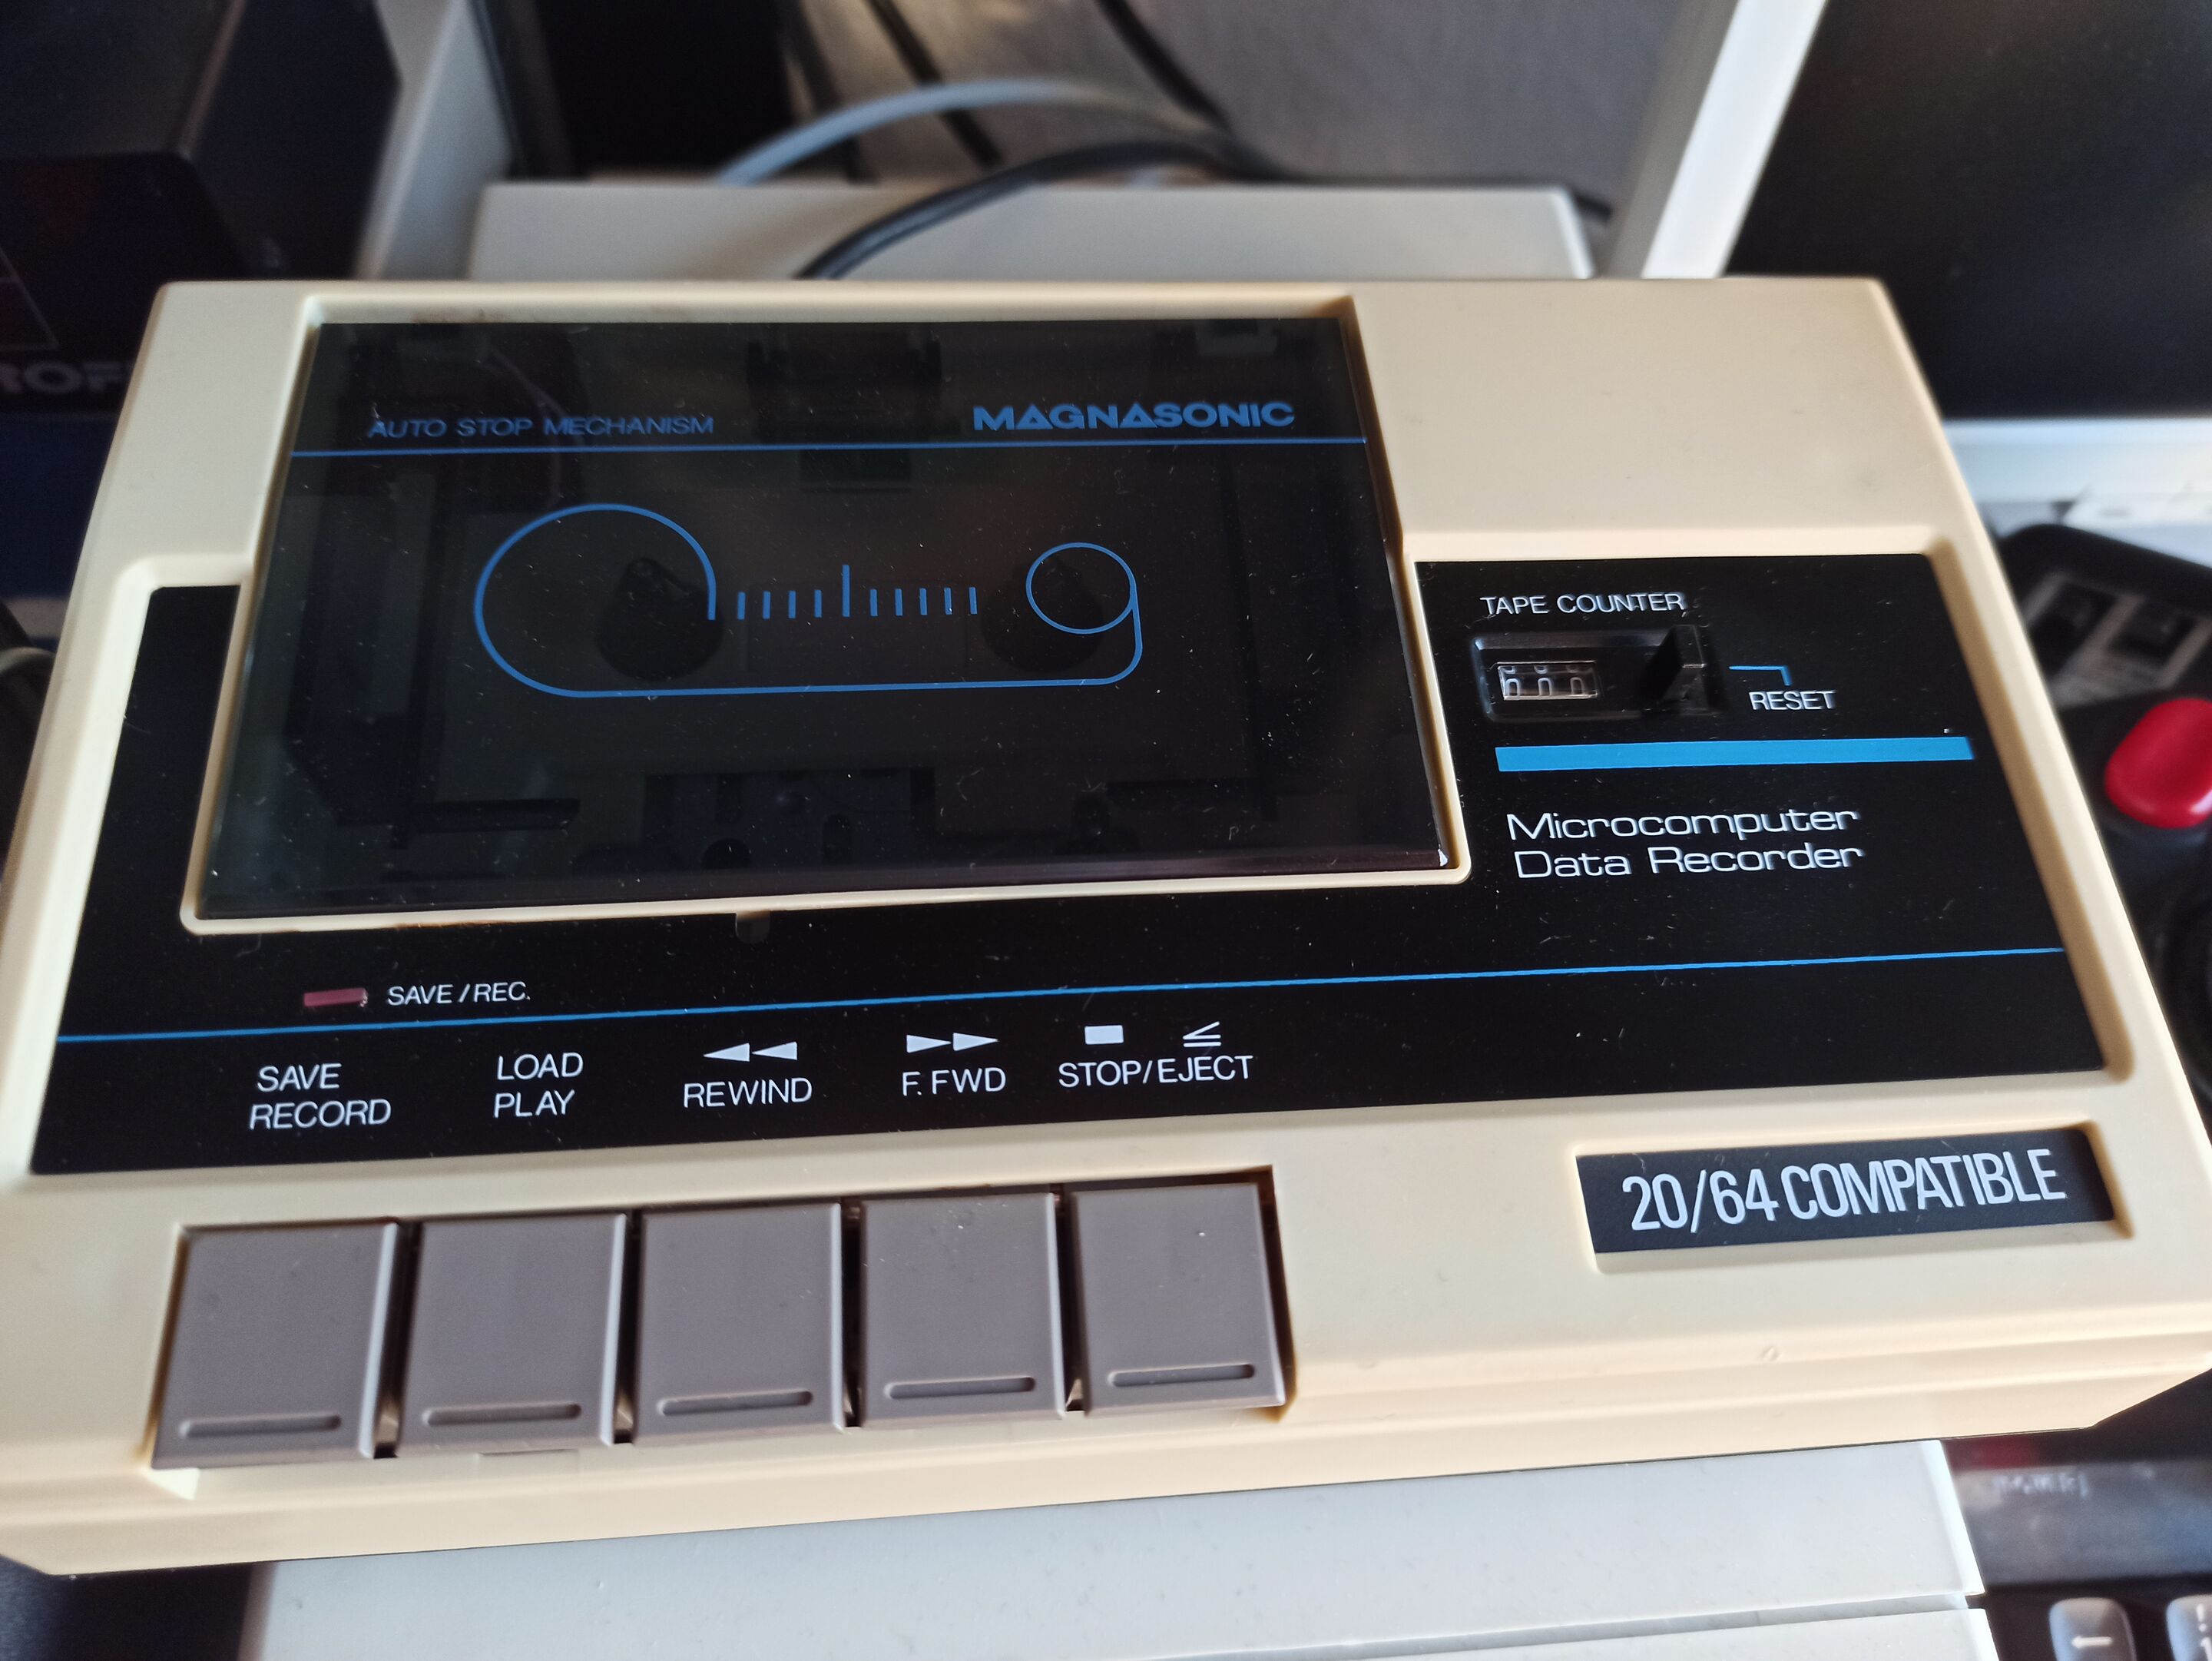 AUTO STOP MECHANISM
MAGNASONIC
TAPE COUNTER
RESET
Microcomputer
Data Recorder
SAVE / REC.
SAVE
RECORD
LOAD
PLAY
REWIND
F. FWD
STOP/EJECT
20/64 COMPATIBLE